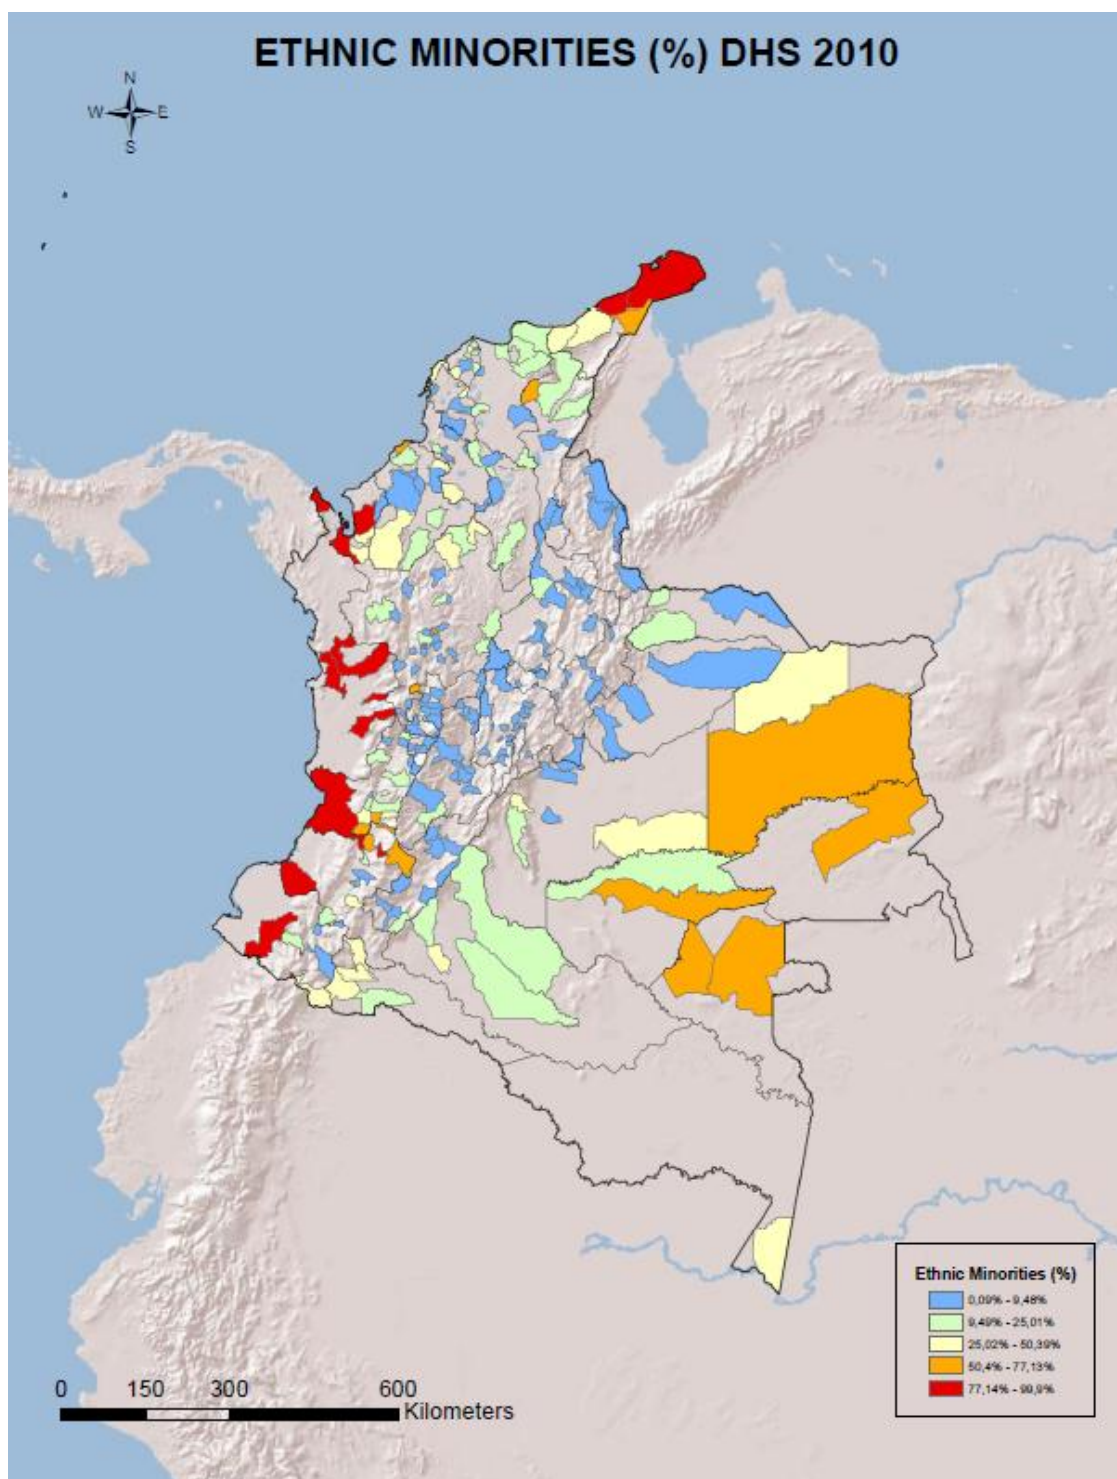 ETHNIC MINORITIES (%) DHS 2010
N
W E
S
Ethnic Minorities (%)
0,09% - 9,48%
9,49% - 25,01%
25,02% - 50,39%
50,4% - 77,13%
77,14% - 99,9%
0 150 300 600
Kilometers